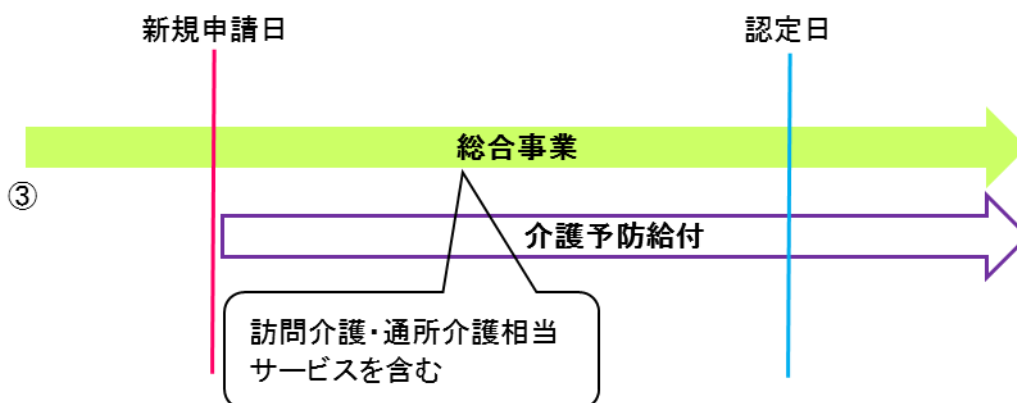 新規申請日
認定日
総合事業
③
介護予防給付
訪問介護・通所介護相当
サービスを含む